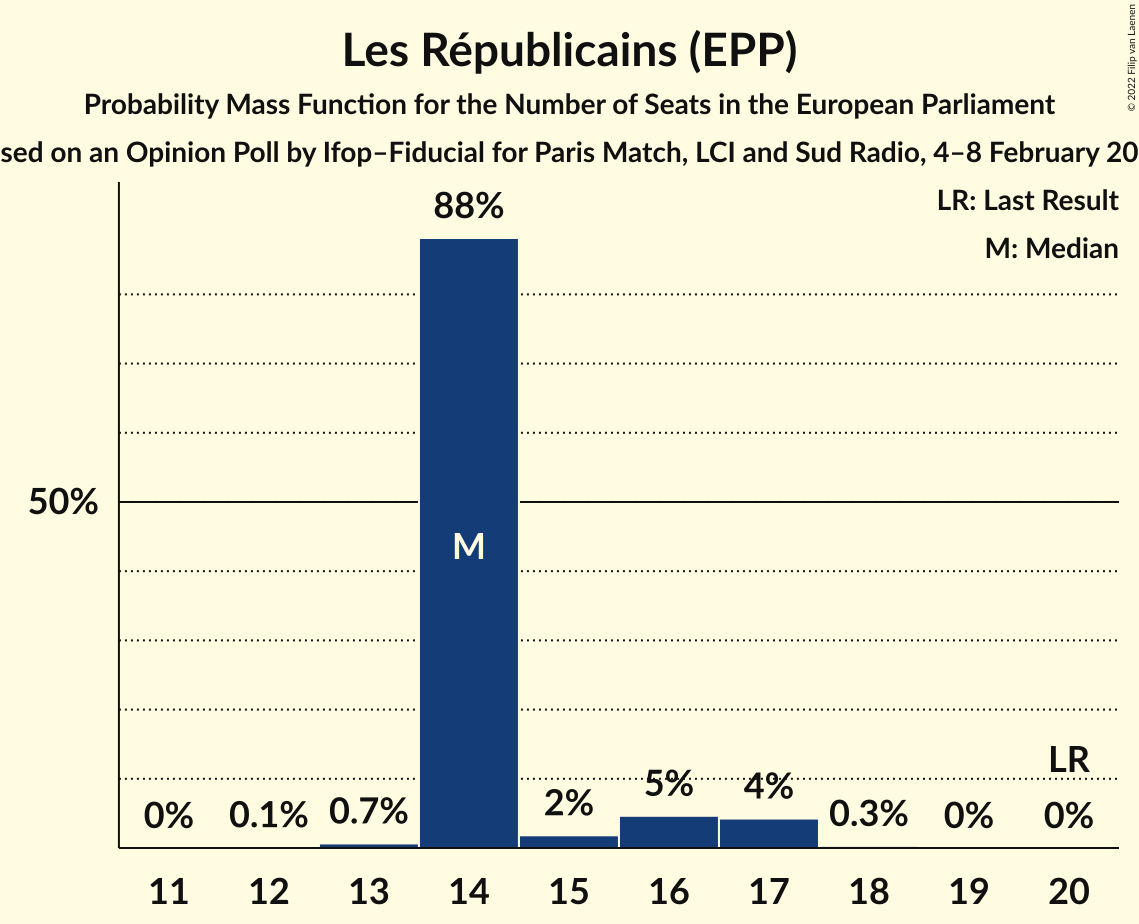 Les Républicains (EPP)
Probability Mass Function for the Number of Seats in the European Parliament
sed on an Opinion Poll by Ifop–Fiducial for Paris Match, LCI and Sud Radio, 4–8 February 20
© 2022 Filip van Laenen
LR: Last Result
M: Median
88%
50%
M
LR
0% 0.1% 0.7% 2% 5% 4% 0.3% 0% 0%
11 12 13 14 15 16 17 18 19 20